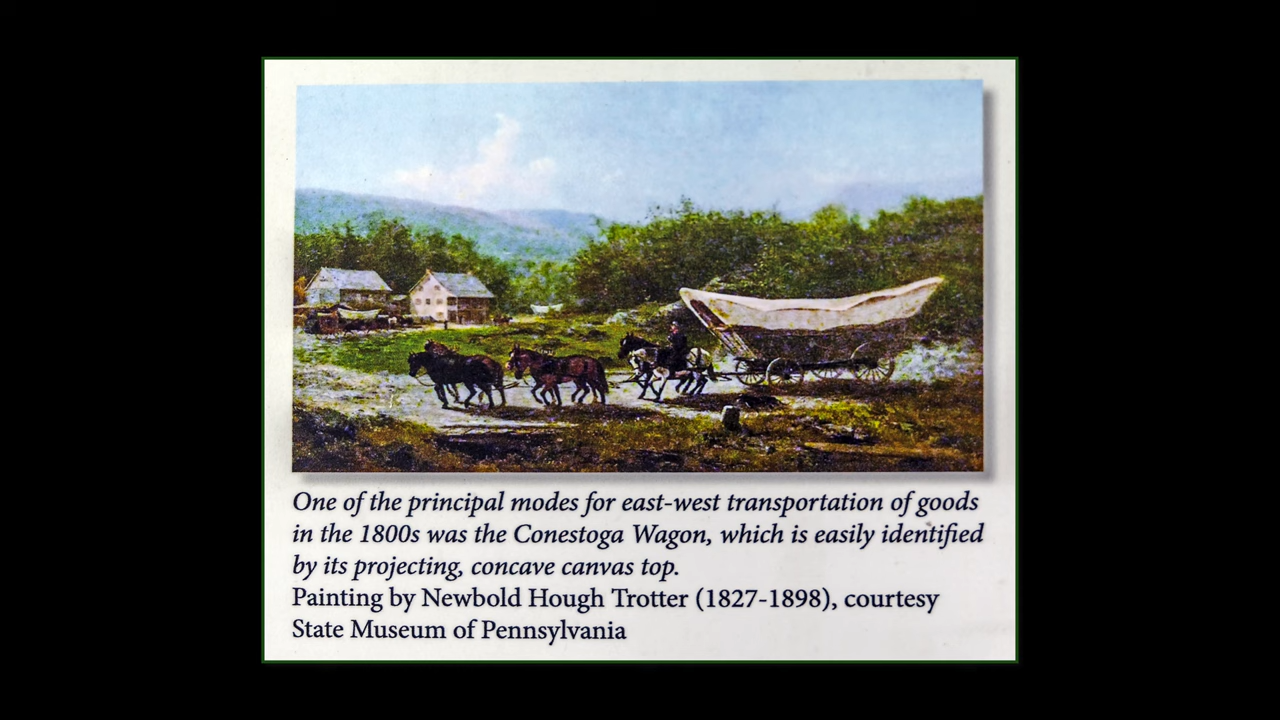 One of the principal modes for east-west transportation of goods
in the 1800s was the Conestoga Wagon, which is easily identified
by its projecting, concave canvas top.
Painting by Newbold Hough Trotter (1827-1898), courtesy
State Museum of Pennsylvania